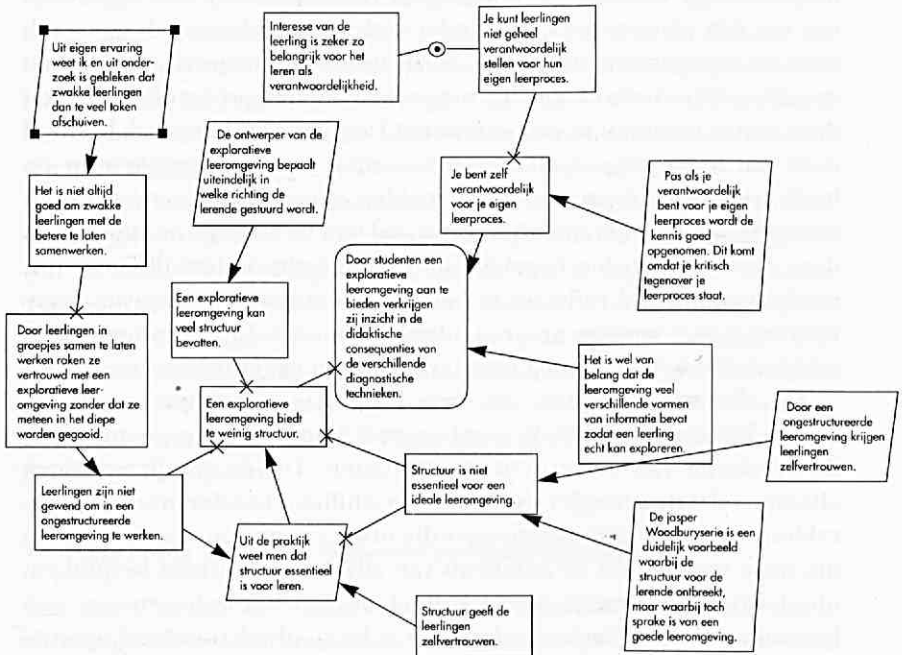 Uit eigen ervaring
weet ik en uit onder-
zoek is gebleken dat
zwakke leerlingen
dan te veel taken
afschuiven.
Interesse van de
leerling is zeker zo
belangrijk voor het
leren als
verantwoordelijkheid.
Je kunt leerlingen
niet geheel
verantwoordelijk
stellen voor hun
eigen leerproces.
De ontwerper van de
exploratieve
leeromgeving bepaalt
uiteindelijk in
welke richting de
lerende gestuurd wordt.
Het is niet altijd
goed om zwakke
leerlingen met de
betere te laten
samenwerken.
Je bent zelf
verantwoordelijk
voor je eigen
leerproces.
Pas als je
verantwoordelijk
bent voor je eigen
leerproces wordt de
kennis goed
opgenomen. Dit komt
omdat je kritisch
tegenover je
leerproces staat.
Een exploratieve
leeromgeving kan
veel structuur
bevatten.
Door studenten een
exploratieve
leeromgeving aan te
bieden verkrijgen
zij inzicht in de
didaktische
consequenties van
de verschillende
diagnostische
technieken.
Door leerlingen in
groepjes samen te laten
werken raken ze
vertrouwd met een
exploratieve leer-
omgeving zonder dat ze
meteen in het diepe
worden gegooid.
Een exploratieve
leeromgeving biedt
te weinig structuur.
Het is wel van
belang dat de
leeromgeving veel
verschillende vormen
van informatie bevat
zodat een leerling
echt kan exploreren.
Door een
ongestructureerde
leeromgeving krijgen
leerlingen
zelfvertrouwen.
Leerlingen zijn niet
gewend om in een
ongestructureerde
leeromgeving te werken.
Structuur is niet
essentieel voor een
ideale leeromgeving.
Uit de praktijk
weet men dat
structuur essentieel
is voor leren.
De jasper
Woodburyserie is een
duidelijk voorbeeld
waarbij de
structuur voor de
lerende ontbreekt,
maar waarbij toch
sprake is van een
goede leeromgeving.
Structuur geeft de
leerlingen
zelfvertrouwen.